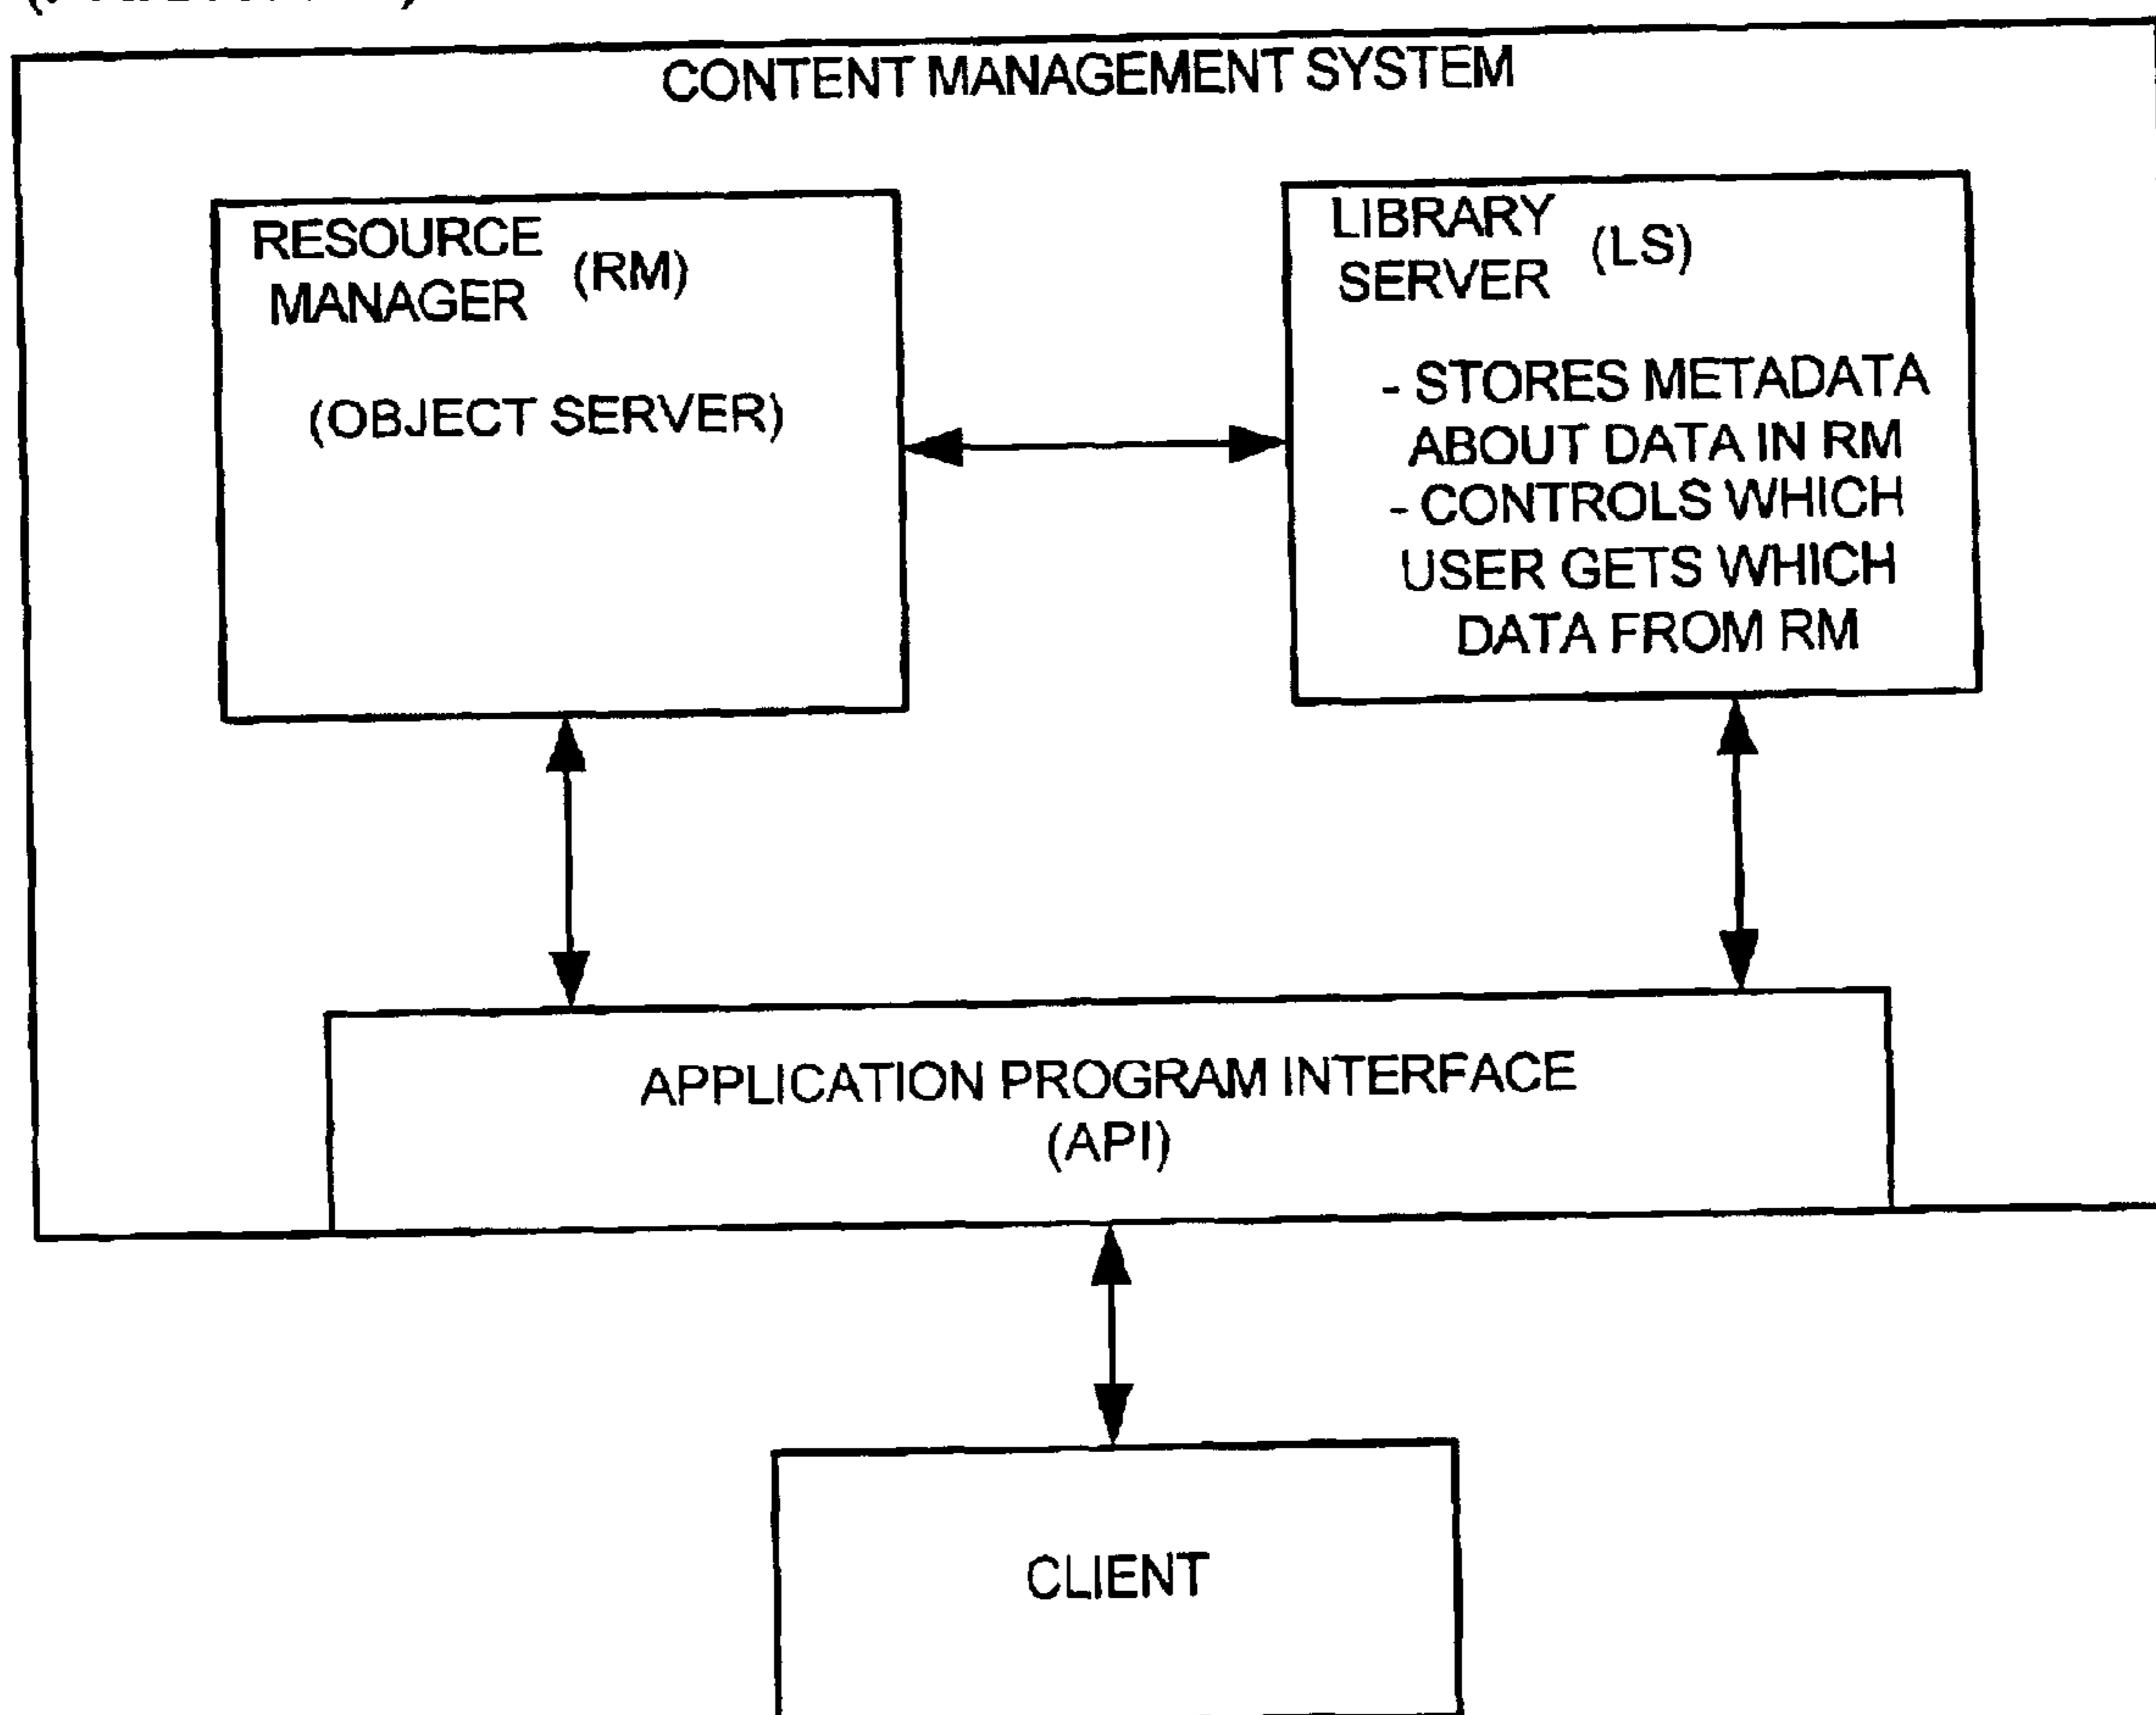 CONTENT MANAGEMENT SYSTEM
RESOURCE
MANAGER (RM)
(OBJECT SERVER)
LIBRARY
SERVER (LS)
- STORES METADATA
ABOUT DATA IN RM
- CONTROLS WHICH
USER GETS WHICH
DATA FROM RM
APPLICATION PROGRAM INTERFACE
(API)
CLIENT